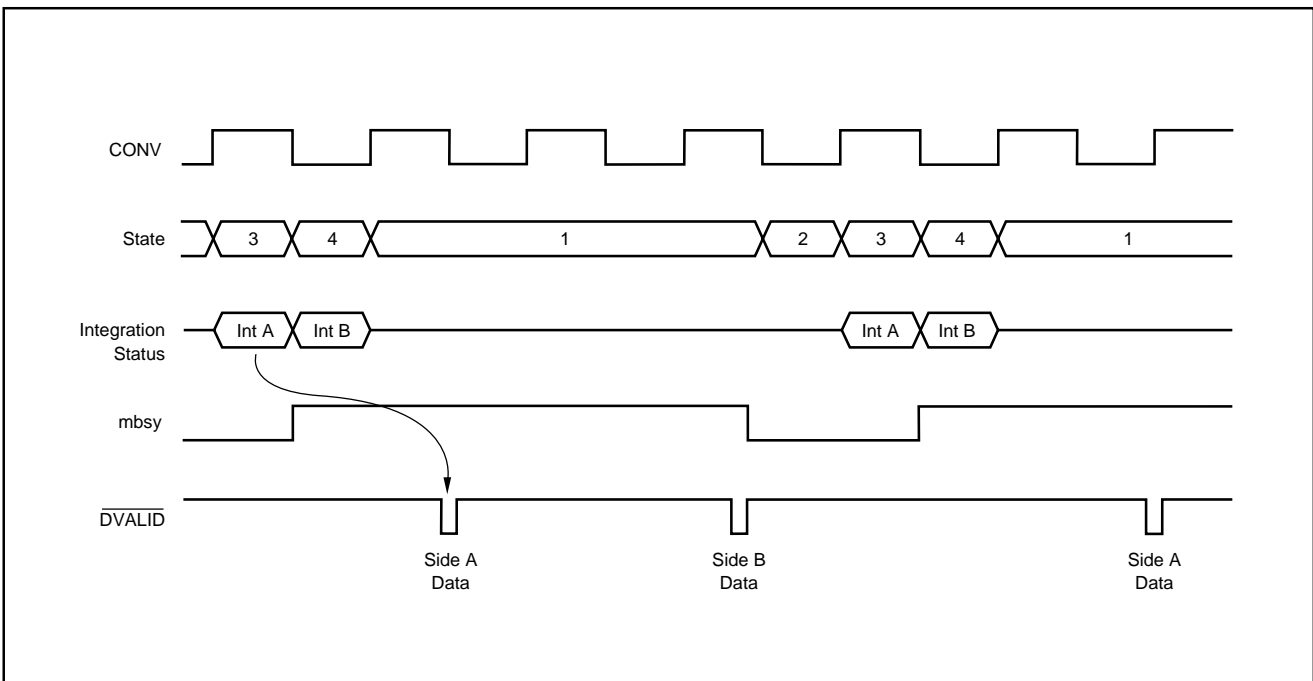 CONV
State
3
4
1
2
3
4
1
Integration
Status
Int A
Int B
Int A
Int B
mbsy
DVALID
Side A
Data
Side B
Data
Side A
Data